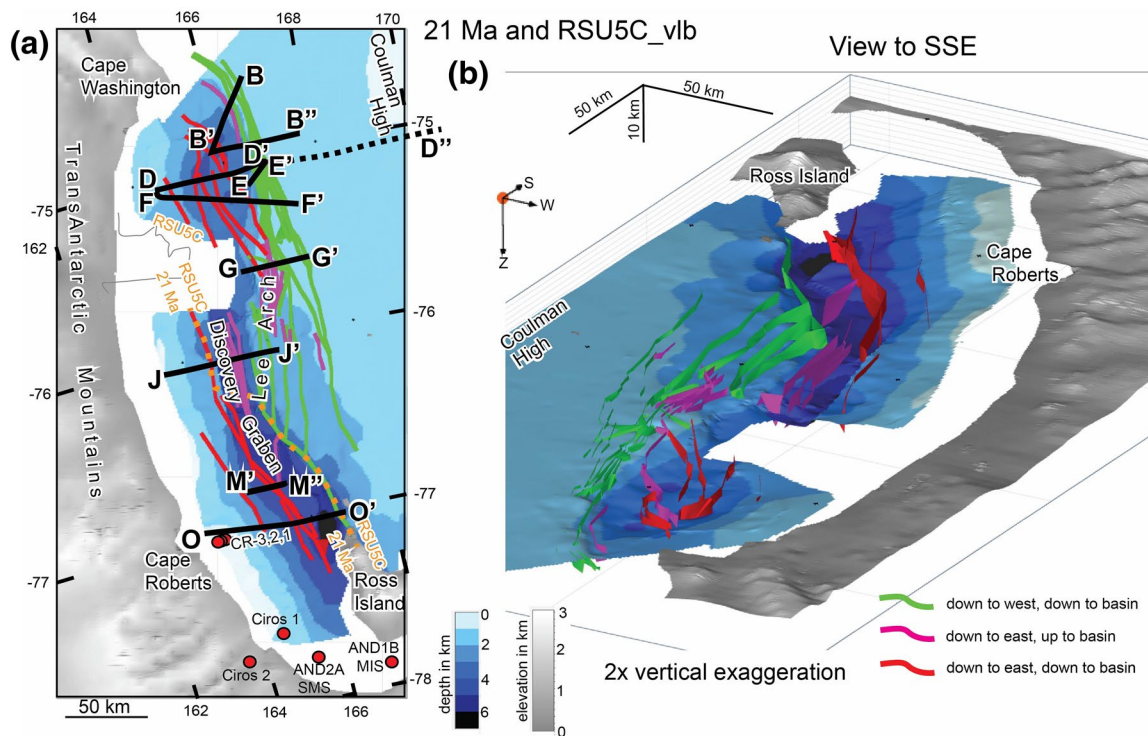 (a)
164
166
168
170
Cape
Washington
Coulman
High
B
B'
B"
D'
E'
D"
D
E
F
F'
-75
-75
RSU5C
162
G
G'
TransAntarctic
Mountains
RSU5C
21 Ma
Lee Arch
Discovery
Graben
-76
-76
J
J'
M'
M"
-77
O
O'
CR-3,2,1
21 Ma
RSU5C
Cape
Roberts
-77
Ross
Island
Ciros 1
Ciros 2
AND2A
SMS
AND1B
MIS
-78
50 km
162
164
166
21 Ma and RSU5C_vlb
View to SSE
(b)
50 km
50 km
10 km
S
W
Z
Ross Island
Cape
Roberts
Coulman
High
depth in km
0
2
4
6
elevation in km
3
2
1
0
2x vertical exaggeration
down to west, down to basin
down to east, up to basin
down to east, down to basin